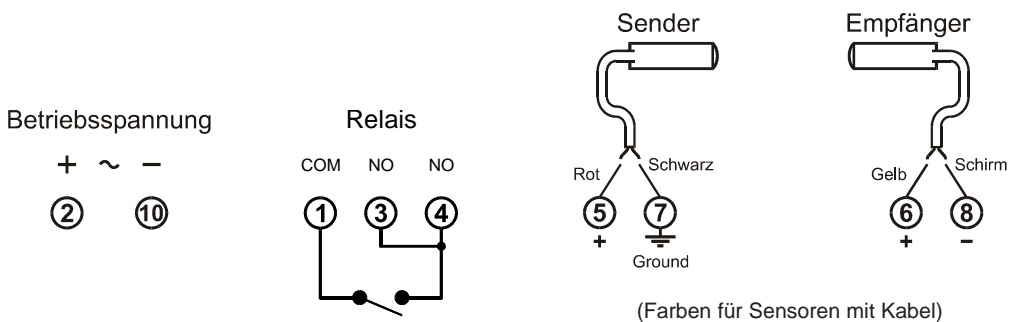 Betriebsspannung
+ ~ −
2 10
Relais
COM NO NO
1 3 4
Sender
Rot Schwarz
5 7
+
Ground
Empfänger
Gelb Schirm
6 8
+ −
(Farben für Sensoren mit Kabel)